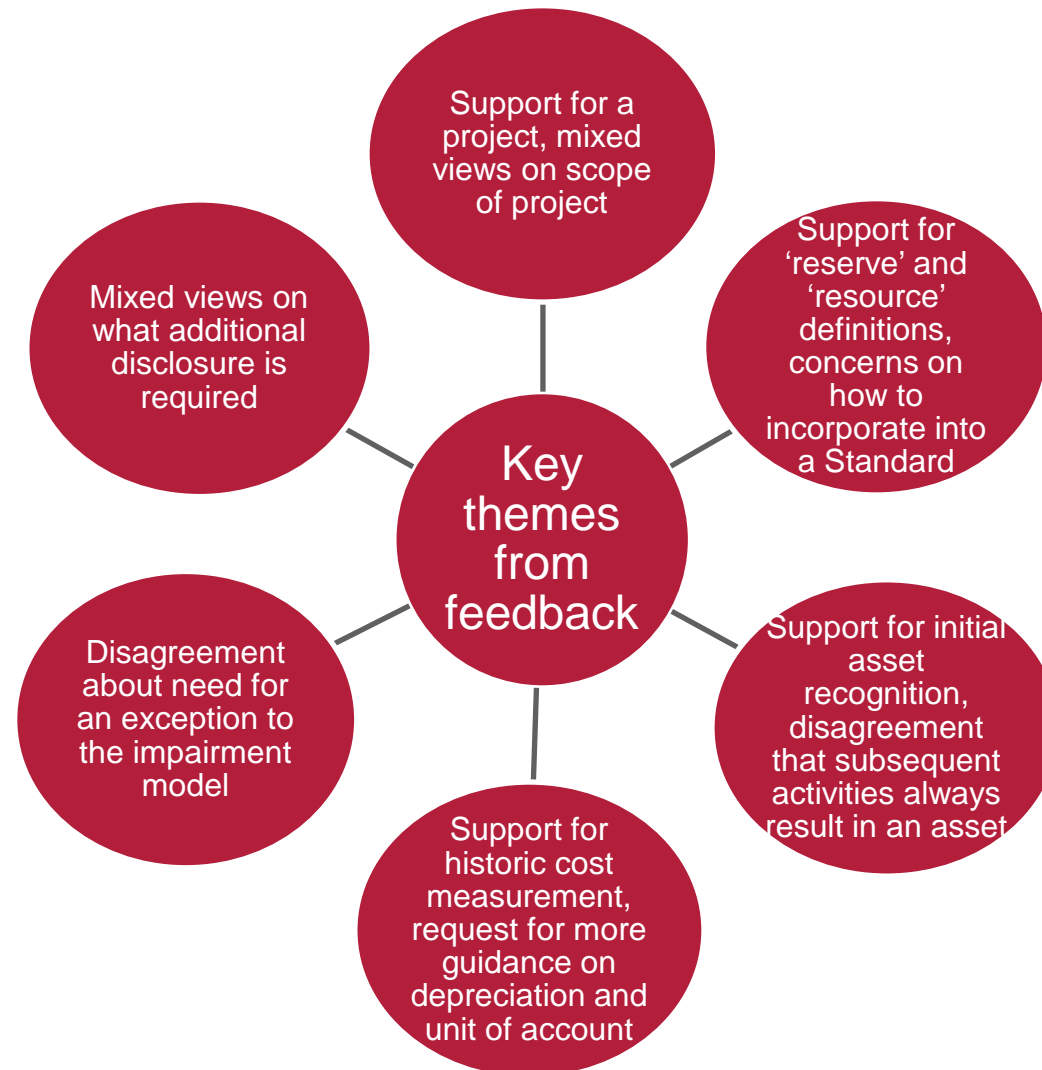 Support for a
project, mixed
views on scope
of project
Support for
‘reserve’ and
‘resource’
definitions,
concerns on
how to
incorporate into
a Standard
Mixed views on
what additional
disclosure is
required
Key
themes
from
feedback
Support for initial
asset
recognition,
disagreement
that subsequent
activities always
result in an asset
Disagreement
about need for
an exception to
the impairment
model
Support for
historic cost
measurement,
request for more
guidance on
depreciation and
unit of account